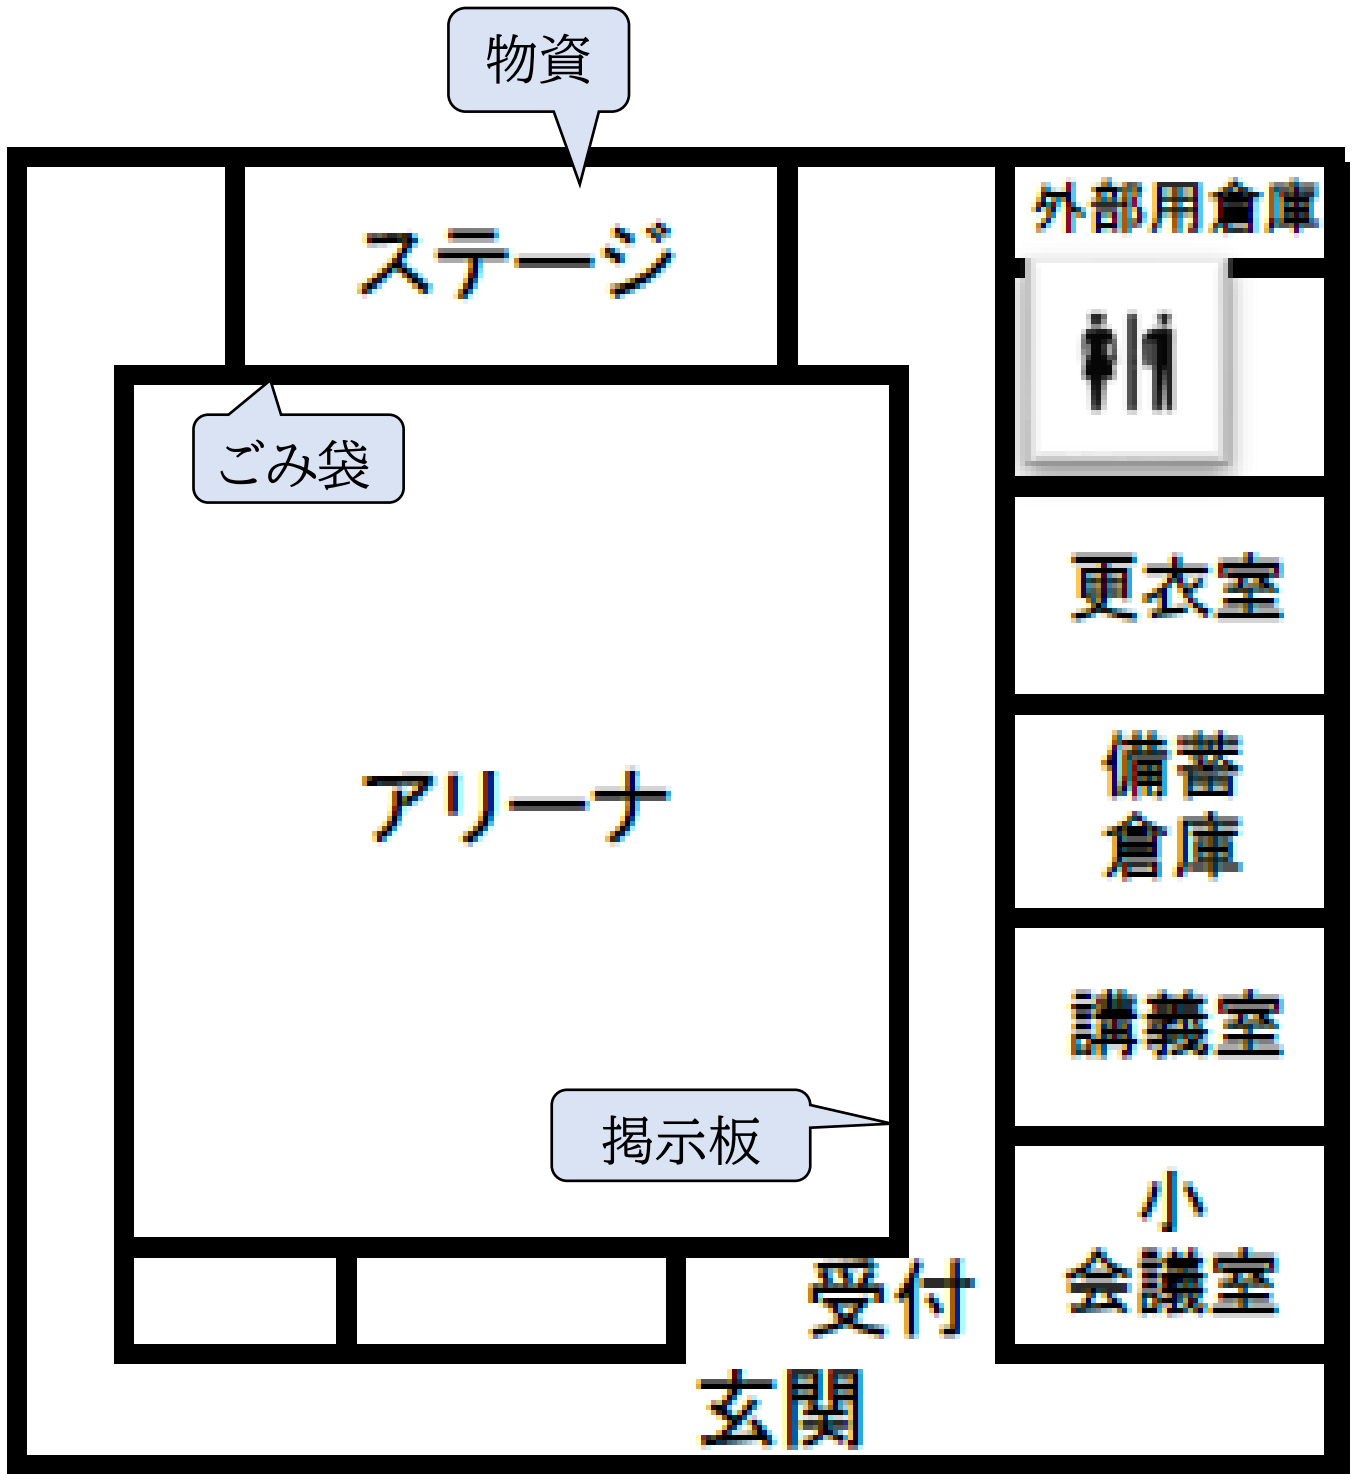 物資
外部用倉庫
ステージ
ごみ袋
更衣室
備蓄
倉庫
アリーナ
講義室
掲示板
小
会議室
受付
玄関